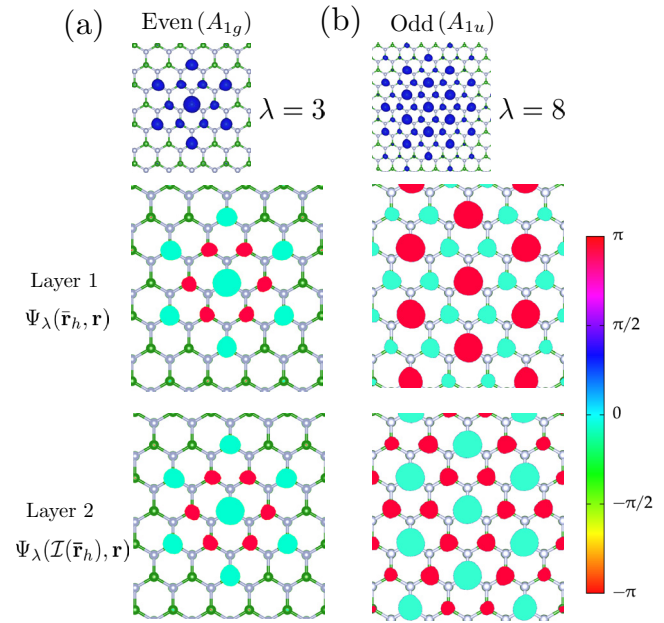 (a) Even (A₁g) (b) Odd (A₁ᵤ)
λ = 3 λ = 8
π
Layer 1
Ψλ(r̄ₕ, r)
π/2
0
Layer 2
−π/2
Ψλ(𝓘(r̄ₕ), r)
−π